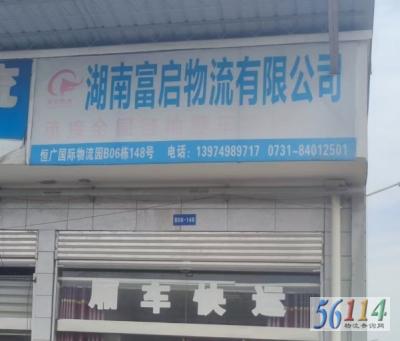 湖南富启物流有限公司
恒广国际物流园B06栋148号 电话:13974989717 0731-84012501
B06-148
厢车快运
56114
物流查询网